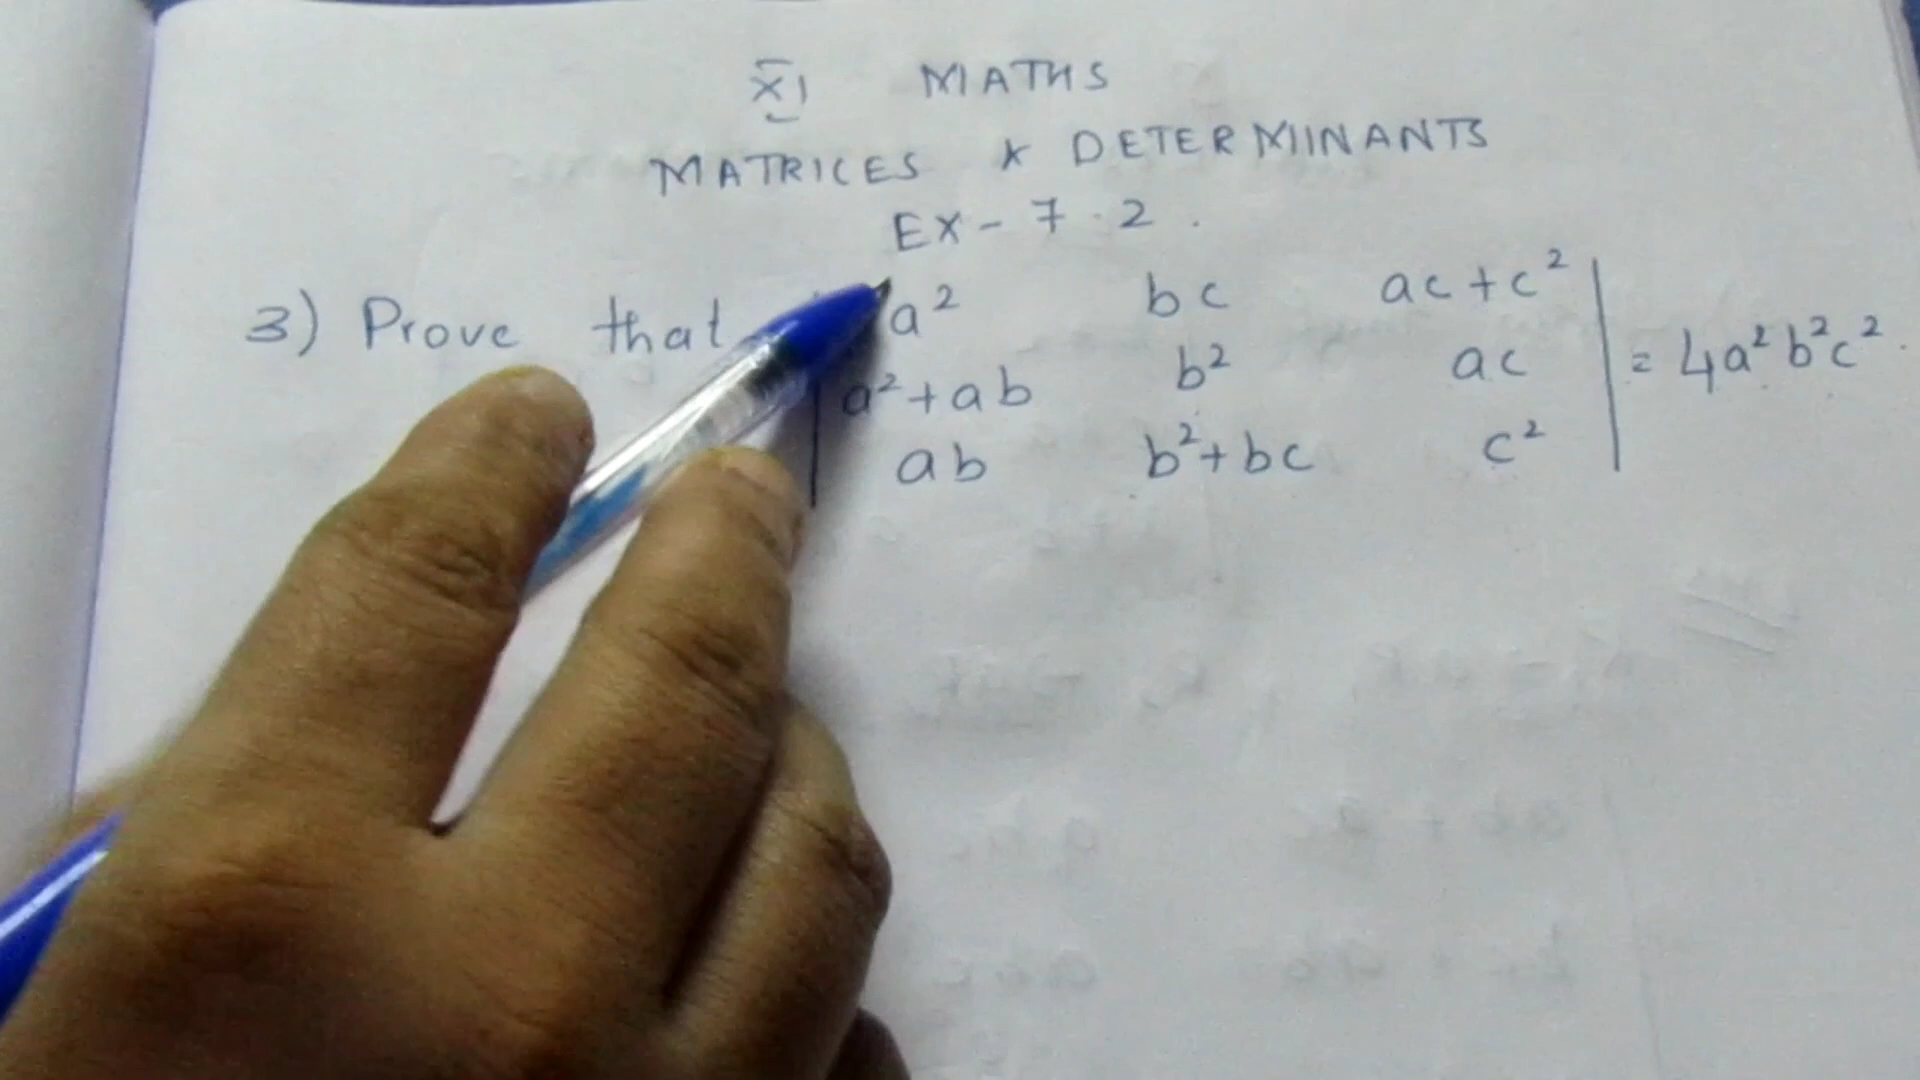 XI MATHS
MATRICES & DETERMINANTS
EX - 7.2.
3) Prove that | a² bc ac+c² |
| a²+ab b² ac | = 4a²b²c².
| ab b²+bc c² |